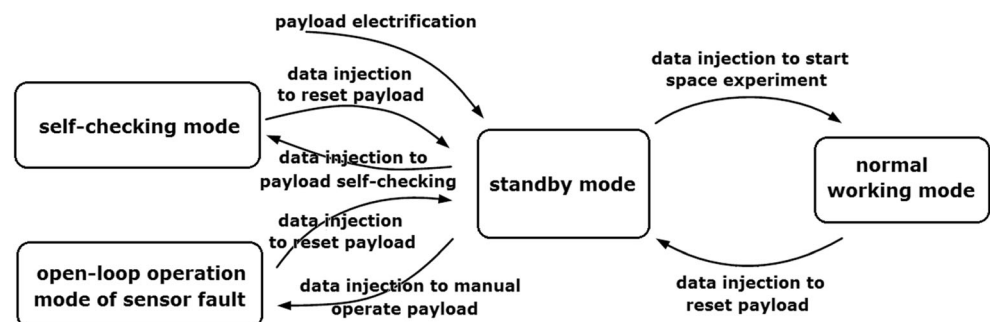 payload electrification
data injection
to reset payload
self-checking mode
data injection to
payload self-checking
data injection to start
space experiment
standby mode
normal
working mode
data injection
to reset payload
open-loop operation
mode of sensor fault
data injection to manual
operate payload
data injection to
reset payload